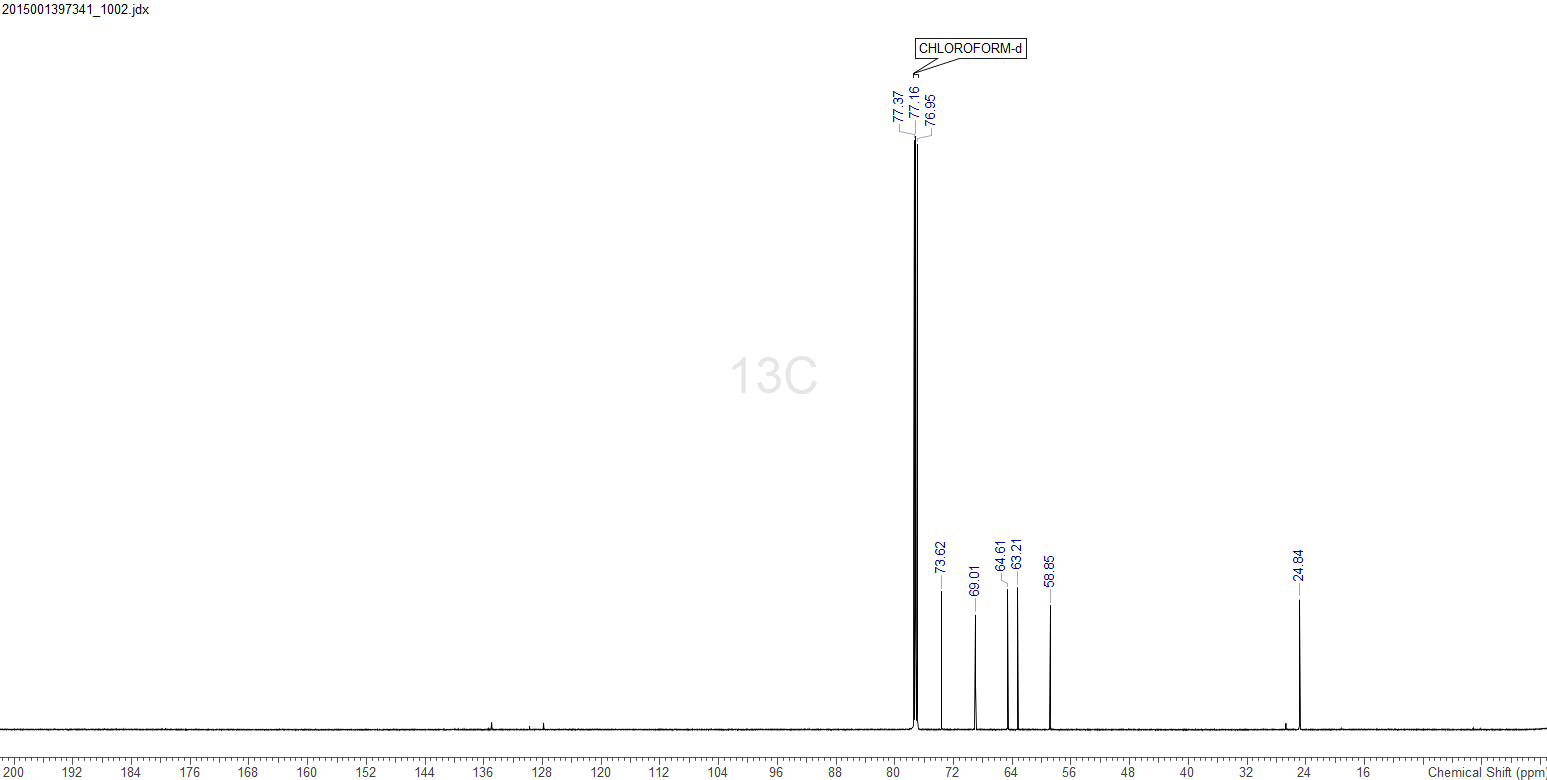 2015001397341_1002.jdx
CHLOROFORM-d
77.37
77.16
76.95
73.62
69.01
64.61
63.21
58.85
24.84
13C
200 192 184 176 168 160 152 144 136 128 120 112 104 96 88 80 72 64 56 48 40 32 24 16 Chemical Shift (ppm)